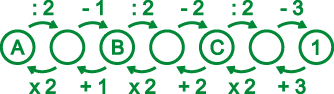 : 2 - 1 : 2 - 2 : 2 - 3
A B C 1
x 2 + 1 x 2 + 2 x 2 + 3